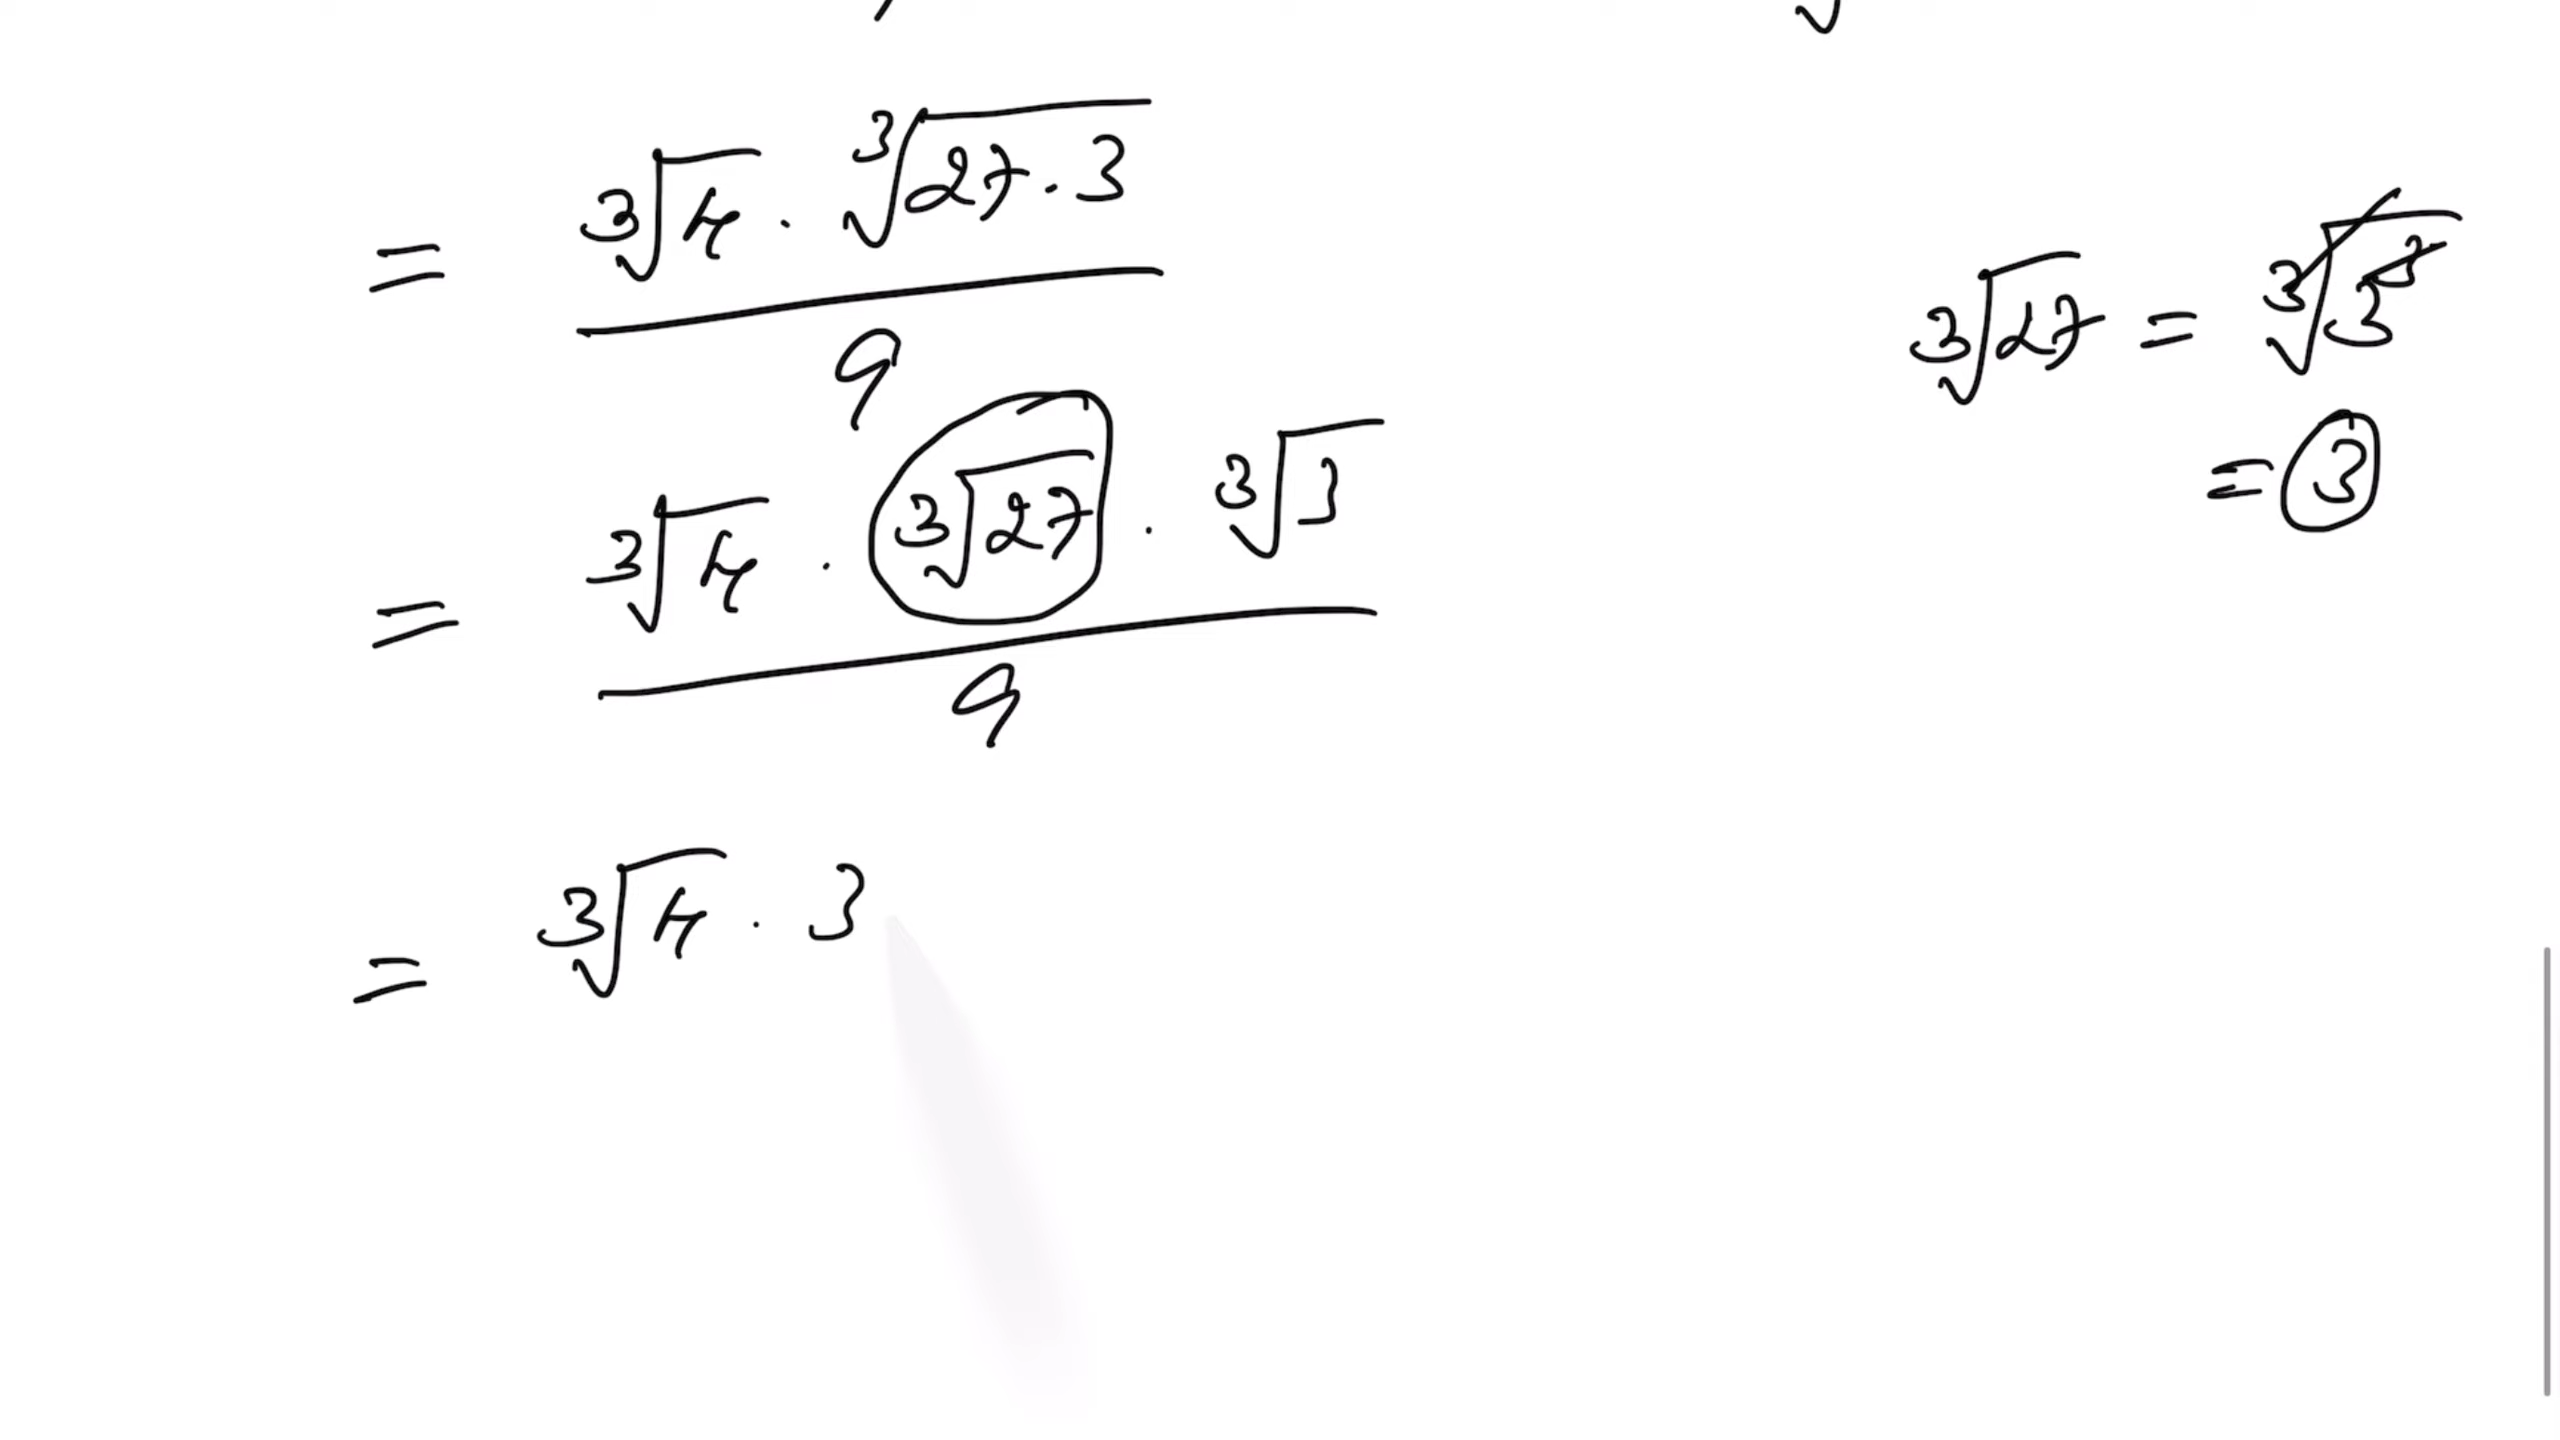 = ∛4 · ∛(27 · 3) / 9
= ∛4 · ∛27 · ∛3 / 9
= ∛4 · 3
∛27 = ∛3³
= 3